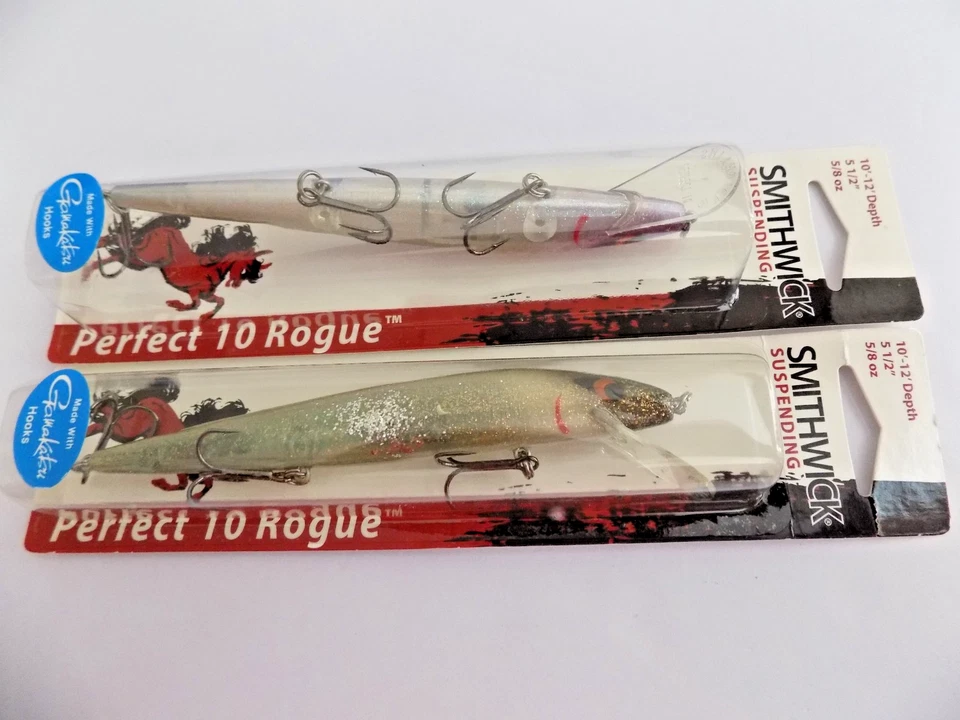 Made With
Gamakatsu
Hooks
Perfect 10 Rogue™
SMITHWICK®
SUSPENDING
10'-12' Depth
5 1/2"
5/8 oz
Made With
Gamakatsu
Hooks
Perfect 10 Rogue™
SMITHWICK®
SUSPENDING
10'-12' Depth
5 1/2"
5/8 oz